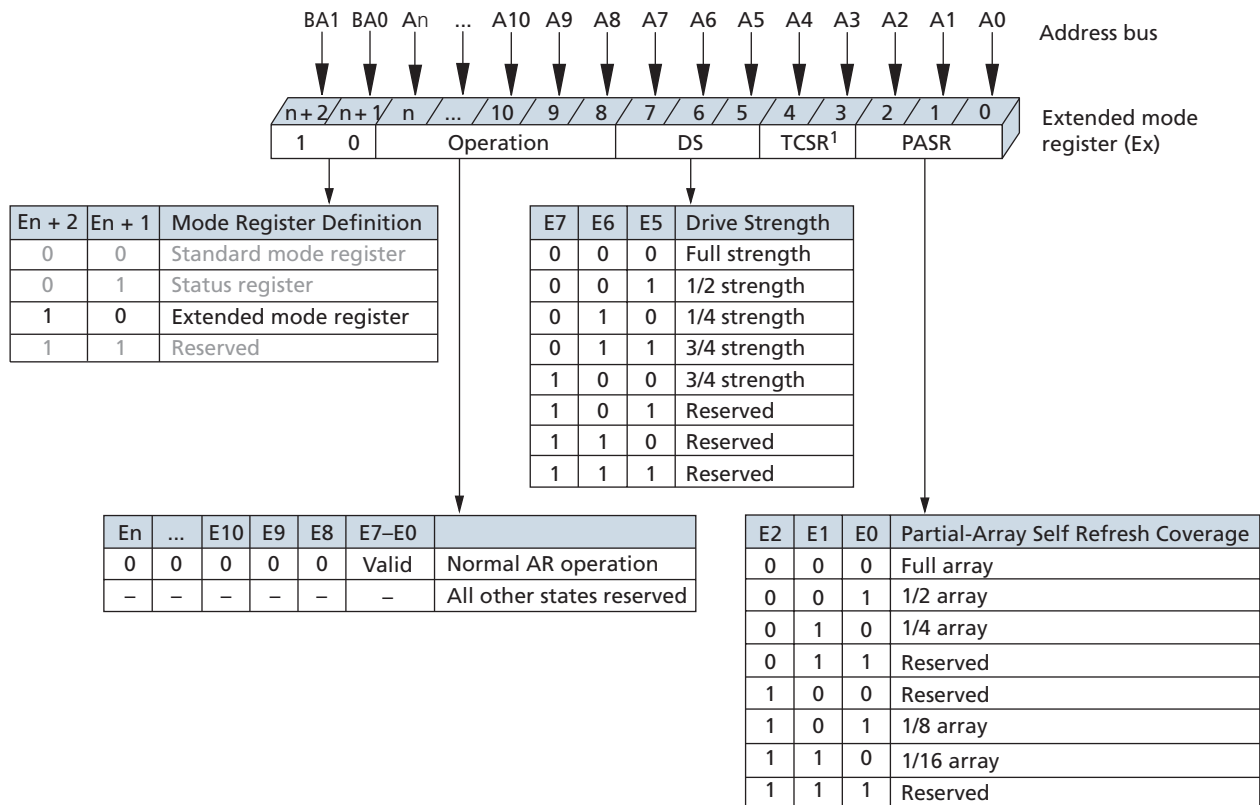 BA1 BA0 An ... A10 A9 A8 A7 A6 A5 A4 A3 A2 A1 A0 Address bus
n + 2 n + 1 n ... 10 9 8 7 6 5 4 3 2 1 0 Extended mode
register (Ex)
1 0 Operation DS TCSR1 PASR
En + 2 En + 1 Mode Register Definition
0 0 Standard mode register
0 1 Status register
1 0 Extended mode register
1 1 Reserved
E7 E6 E5 Drive Strength
0 0 0 Full strength
0 0 1 1/2 strength
0 1 0 1/4 strength
0 1 1 3/4 strength
1 0 0 3/4 strength
1 0 1 Reserved
1 1 0 Reserved
1 1 1 Reserved
En ... E10 E9 E8 E7–E0
0 0 0 0 0 Valid Normal AR operation
– – – – – – All other states reserved
E2 E1 E0 Partial-Array Self Refresh Coverage
0 0 0 Full array
0 0 1 1/2 array
0 1 0 1/4 array
0 1 1 Reserved
1 0 0 Reserved
1 0 1 1/8 array
1 1 0 1/16 array
1 1 1 Reserved